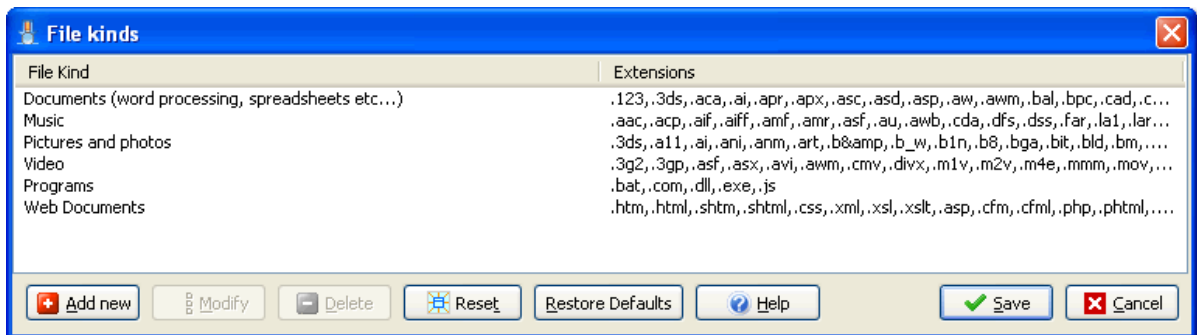 File kinds
File Kind Extensions
Documents (word processing, spreadsheets etc...) .123,.3ds,.aca,.ai,.apr,.apx,.asc,.asd,.asp,.aw,.awm,.bal,.bpc,.cad,.c...
Music .aac,.acp,.aif,.aiff,.amf,.amr,.asf,.au,.awb,.cda,.dfs,.dss,.far,.la1,.lar...
Pictures and photos .3ds,.a11,.ai,.ani,.anm,.art,.b&amp,.b_w,.b1n,.b8,.bga,.bit,.bld,.bm,....
Video .3g2,.3gp,.asf,.asx,.avi,.awm,.cmv,.divx,.m1v,.m2v,.m4e,.mmm,.mov,...
Programs .bat,.com,.dll,.exe,.js
Web Documents .htm,.html,.shtm,.shtml,.css,.xml,.xsl,.xslt,.asp,.cfm,.cfml,.php,.phtml,....
Add new Modify Delete Reset Restore Defaults Help Save Cancel